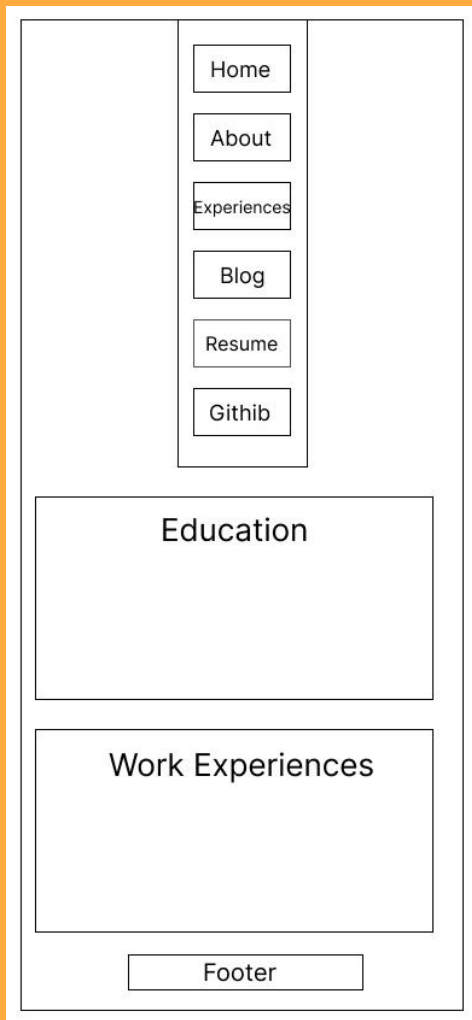 Home
About
Experiences
Blog
Resume
Githib
Education
Work Experiences
Footer